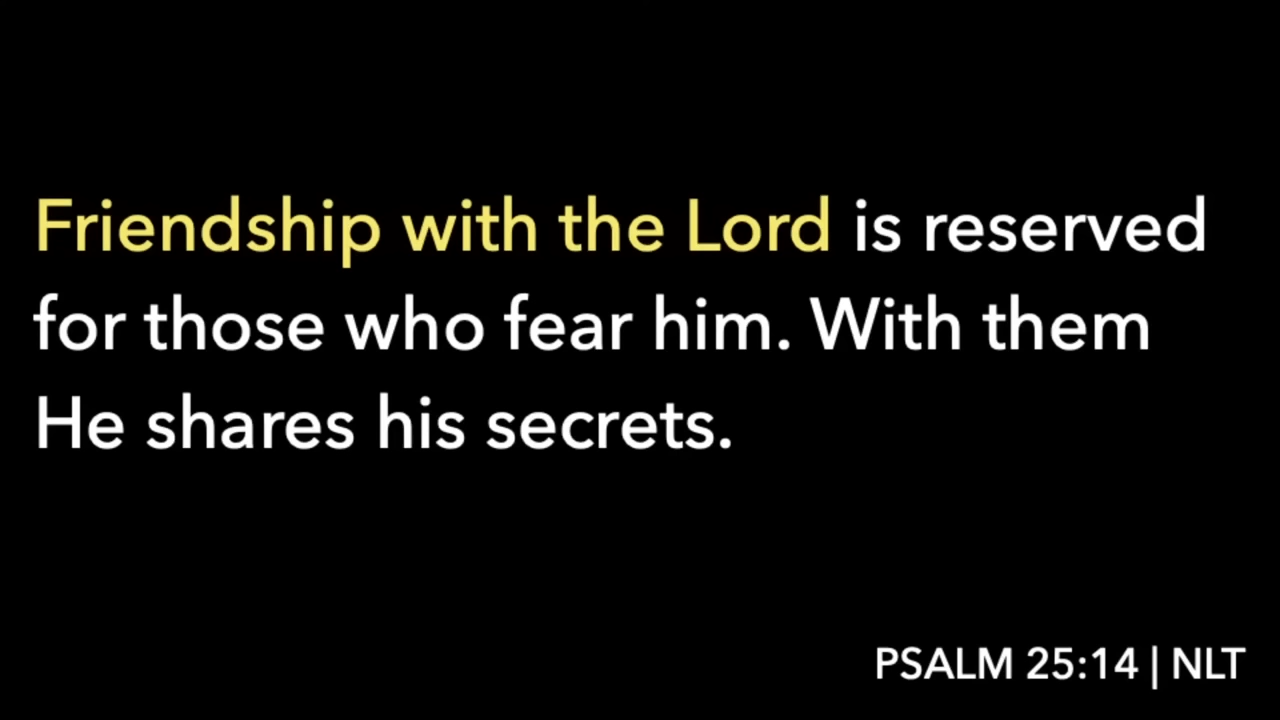 Friendship with the Lord is reserved
for those who fear him. With them
He shares his secrets.
PSALM 25:14 | NLT